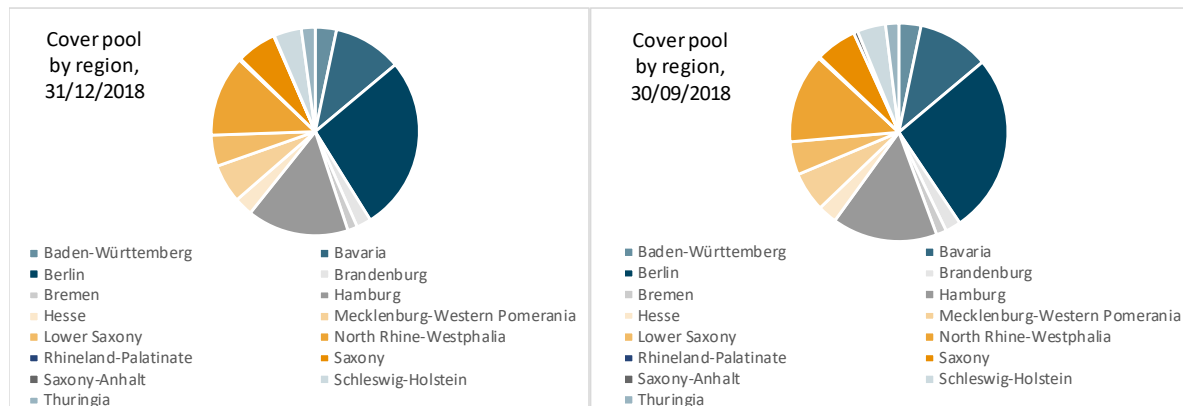 Cover pool
by region,
31/12/2018
Baden-Württemberg
Bavaria
Berlin
Brandenburg
Bremen
Hamburg
Hesse
Mecklenburg-Western Pomerania
Lower Saxony
North Rhine-Westphalia
Rhineland-Palatinate
Saxony
Saxony-Anhalt
Schleswig-Holstein
Thuringia
Cover pool
by region,
30/09/2018
Baden-Württemberg
Bavaria
Berlin
Brandenburg
Bremen
Hamburg
Hesse
Mecklenburg-Western Pomerania
Lower Saxony
North Rhine-Westphalia
Rhineland-Palatinate
Saxony
Saxony-Anhalt
Schleswig-Holstein
Thuringia